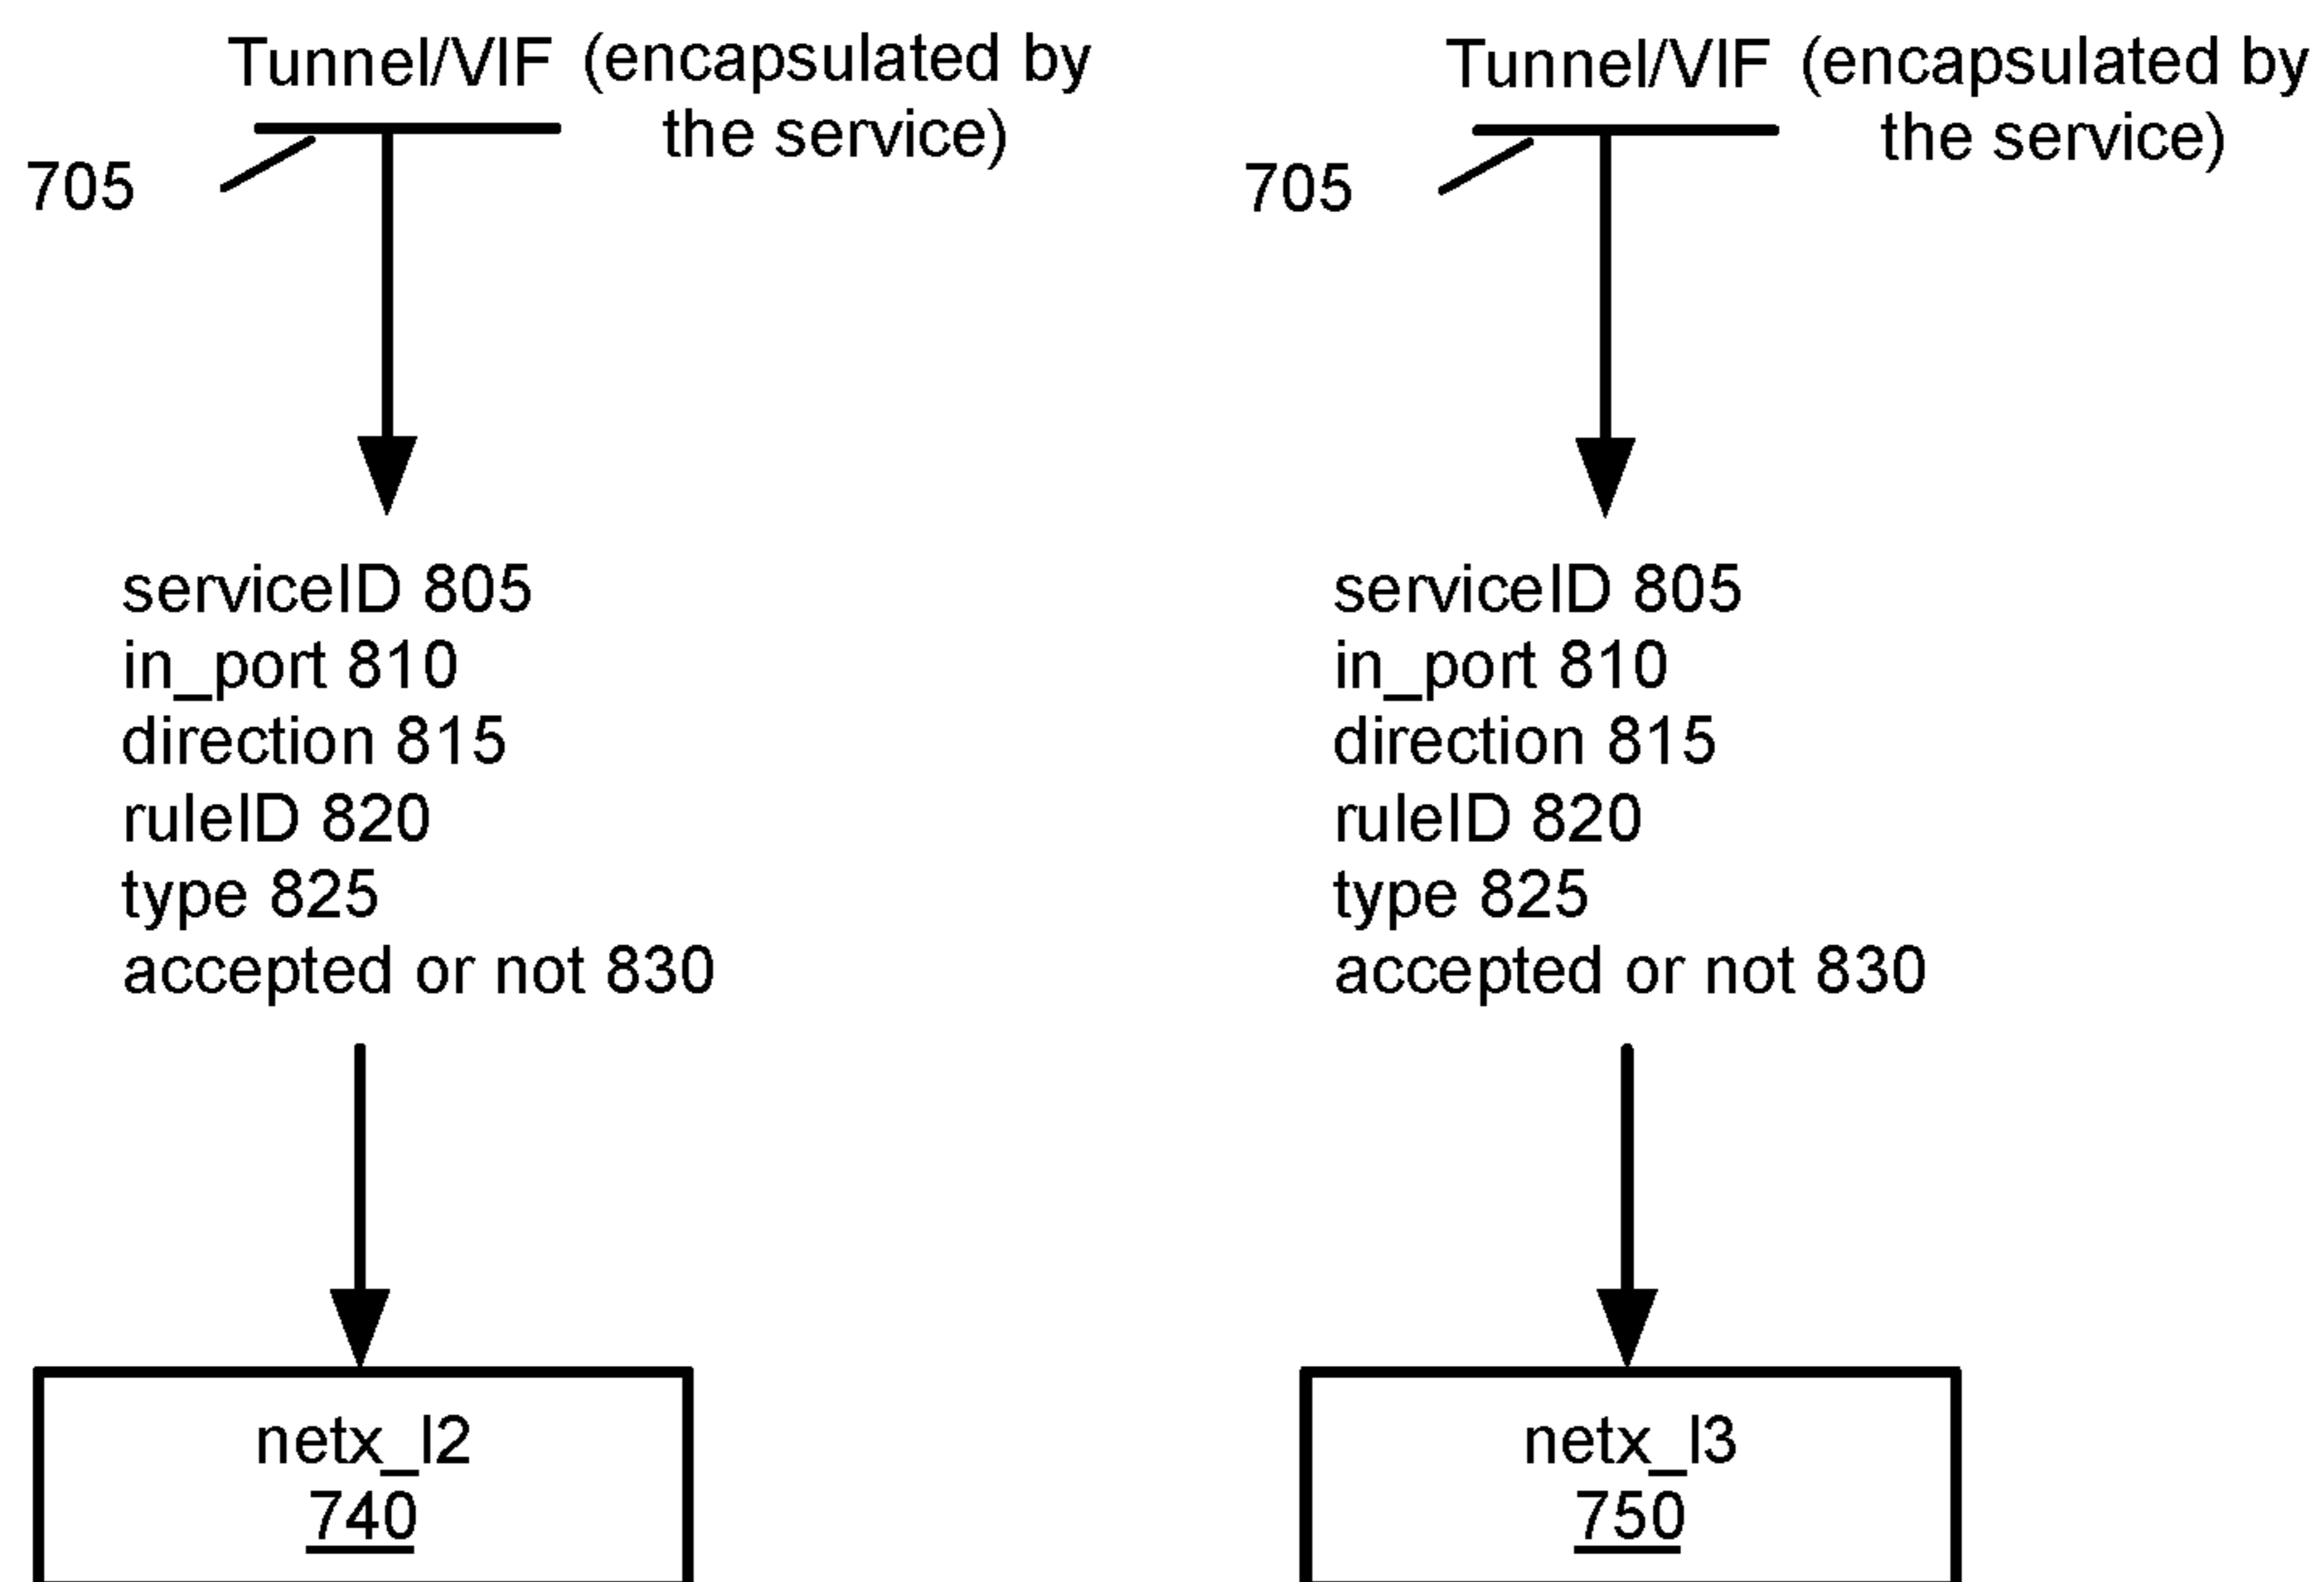 Tunnel/VIF (encapsulated by
the service)
705
serviceID 805
in_port 810
direction 815
ruleID 820
type 825
accepted or not 830
netx_l2
740
Tunnel/VIF (encapsulated by
the service)
705
serviceID 805
in_port 810
direction 815
ruleID 820
type 825
accepted or not 830
netx_l3
750